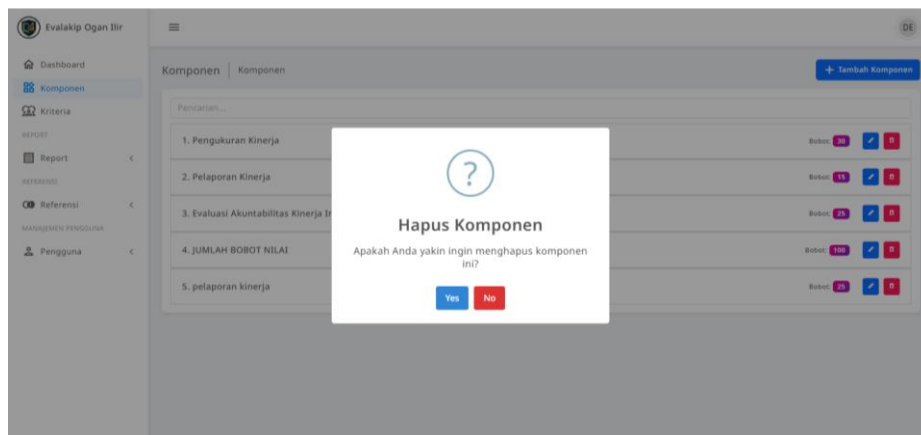 Evalakip Ogan Ilir
DE
Dashboard
Komponen
Kriteria
REPORT
Report
REFERENSI
Referensi
MANAJEMEN PENGGUNA
Pengguna
Komponen | Komponen
+ Tambah Komponen
Pencarian...
1. Pengukuran Kinerja Bobot: 30
2. Pelaporan Kinerja Bobot: 15
3. Evaluasi Akuntabilitas Kinerja Bobot: 25
4. JUMLAH BOBOT NILAI Bobot: 100
5. pelaporan kinerja Bobot: 25
?
Hapus Komponen
Apakah Anda yakin ingin menghapus komponen
ini?
Yes No